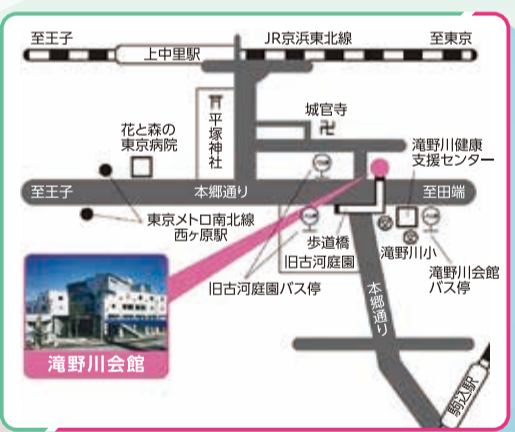 至王子
上中里駅
JR京浜東北線
至東京
平塚神社
城官寺
花と森の
東京病院
滝野川健康
支援センター
至王子
本郷通り
至田端
東京メトロ南北線
西ヶ原駅
歩道橋
旧古河庭園
滝野川小
旧古河庭園バス停
滝野川会館
バス停
本郷通り
滝野川会館
駒込駅